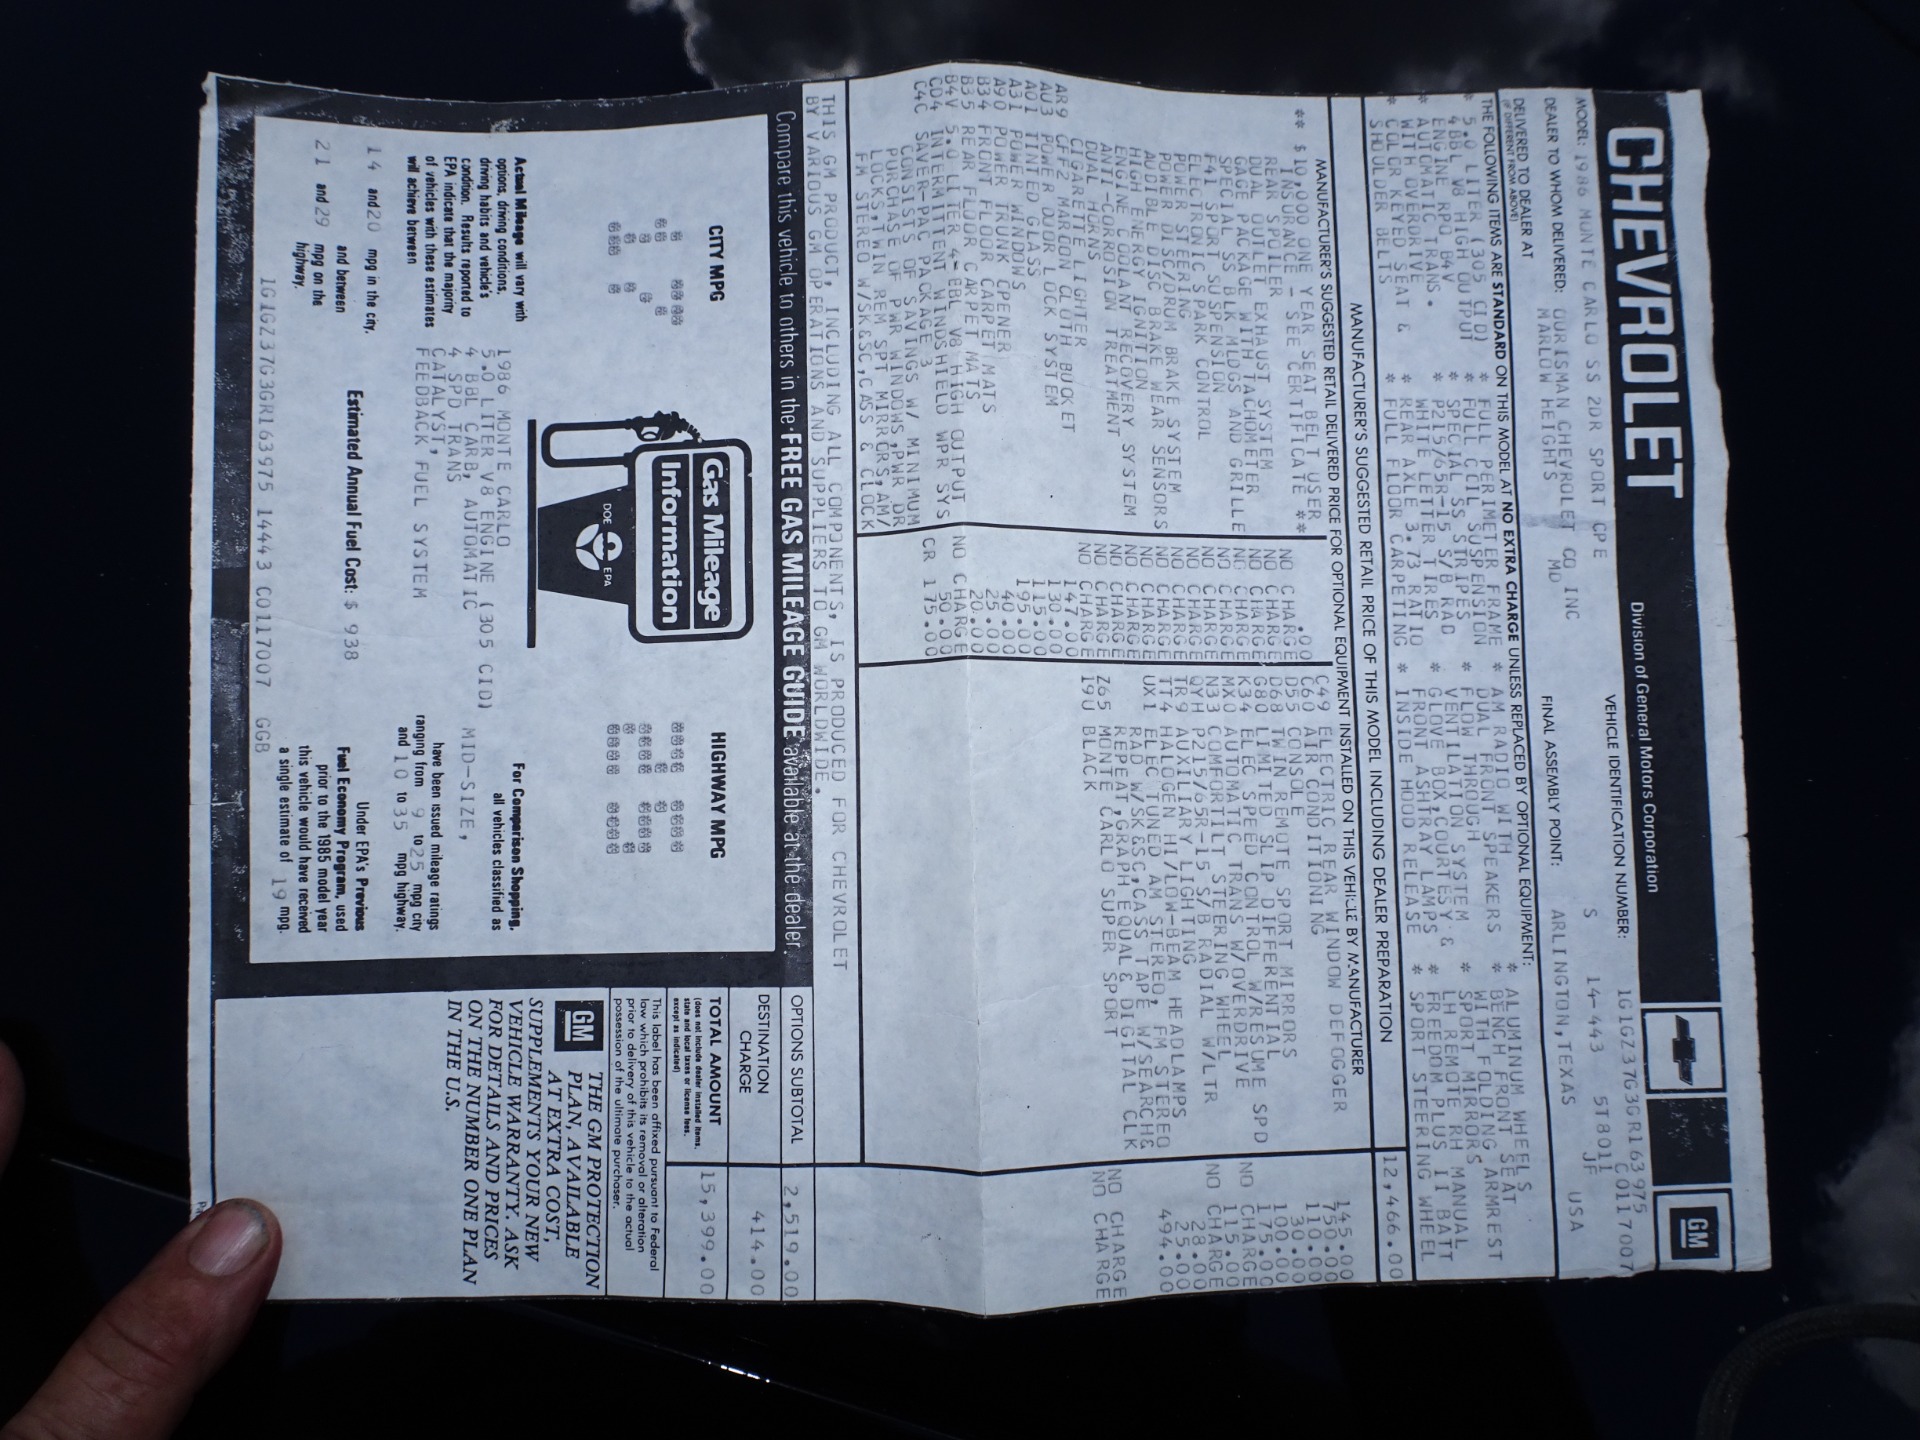 CHEVROLET
Division of General Motors Corporation
GM
VEHICLE IDENTIFICATION NUMBER: 1G1GZ37G3GR163975
C0117007
MODEL: 1986 MONTE CARLO SS 2DR SPORT CPE
S 14-443 5T8011
JF
DEALER TO WHOM DELIVERED: OURISMAN CHEVROLET CO INC
MARLOW HEIGHTS MD
FINAL ASSEMBLY POINT: ARLINGTON, TEXAS USA
DELIVERED TO DEALER AT
(IF DIFFERENT FROM ABOVE)
THE FOLLOWING ITEMS ARE STANDARD ON THIS MODEL AT NO EXTRA CHARGE UNLESS REPLACED BY OPTIONAL EQUIPMENT:
* 5.0 LITER (305 CID)
4BBL V8 HIGH OUTPUT
ENGINE RPO B4V
* AUTOMATIC TRANS.
WITH OVERDRIVE
* COLOR KEYED SEAT &
SHOULDER BELTS
* FULL PERIMETER FRAME
* FULL COIL SUSPENSION
* SPECIAL SS STRIPES
* P215/65R-15 S/B RAD
WHITE LETTER TIRES
* REAR AXLE 3.73 RATIO
* FULL FLOOR CARPETING
* AM RADIO WITH
DUAL FRONT SPEAKERS
* FLOW THROUGH
VENTILATION SYSTEM
* GLOVE BOX, COURTESY &
FRONT ASHTRAY LAMPS
* INSIDE HOOD RELEASE
* ALUMINUM WHEELS
* BENCH FRONT SEAT
WITH FOLDING ARMREST
* SPORT MIRRORS
LH REMOTE, RH MANUAL
* FREEDOM PLUS II BATT
* SPORT STEERING WHEEL
MANUFACTURER'S SUGGESTED RETAIL PRICE OF THIS MODEL INCLUDING DEALER PREPARATION 12,466.00
MANUFACTURER'S SUGGESTED RETAIL DELIVERED PRICE FOR OPTIONAL EQUIPMENT INSTALLED ON THIS VEHICLE BY MANUFACTURER
** $10,000 ONE YEAR SEAT BELT USER
INSURANCE - SEE CERTIFICATE ** .00
REAR SPOILER NO CHARGE
DUAL OUTLET EXHAUST SYSTEM NO CHARGE
GAGE PACKAGE WITH TACHOMETER NO CHARGE
SPECIAL SS BLK MLDGS AND GRILLE NO CHARGE
F41 SPORT SUSPENSION NO CHARGE
ELECTRONIC SPARK CONTROL NO CHARGE
POWER STEERING NO CHARGE
POWER DISC/DRUM BRAKE SYSTEM NO CHARGE
AUDIBLE DISC BRAKE WEAR SENSORS NO CHARGE
HIGH ENERGY IGNITION NO CHARGE
ENGINE COOLANT RECOVERY SYSTEM NO CHARGE
ANTI-CORROSION TREATMENT NO CHARGE
DUAL HORNS NO CHARGE
CIGARETTE LIGHTER NO CHARGE
AR9 CFF2 MAROON CLOTH BUCKET 147.00
AU3 POWER DOOR LOCK SYSTEM 130.00
A01 TINTED GLASS 115.00
A31 POWER WINDOWS 195.00
A90 POWER TRUNK OPENER 40.00
B34 FRONT FLOOR CARPET MATS 25.00
B35 REAR FLOOR CARPET MATS 20.00
B4V 5.0 LITER 4-BBL V8 HIGH OUTPUT NO CHARGE
CD4 INTERMITTENT WINDSHIELD WPR SYS 50.00
C4C SAVER-PAC PACKAGE 3 CR 175.00
CONSISTS OF SAVINGS W/ MINIMUM
PURCHASE OF PWR WINDOWS, PWR DR
LOCKS, TWIN REM SPT MIRRORS, AM/
FM STEREO W/SK&SC, CASS & CLOCK
C49 ELECTRIC REAR WINDOW DEFOGGER 145.00
C60 AIR CONDITIONING 750.00
D55 CONSOLE 110.00
D68 TWIN REMOTE SPORT MIRRORS 30.00
G80 LIMITED SLIP DIFFERENTIAL 100.00
K34 ELEC SPEED CONTROL W/RESUME SPD 175.00
MX0 AUTOMATIC TRANS W/OVERDRIVE NO CHARGE
N33 COMFORTILT STEERING WHEEL 115.00
QYH P215/65R-15 S/B RADIAL W/LTR NO CHARGE
TR9 AUXILIARY LIGHTING 28.00
TT4 HALOGEN HI/LOW-BEAM HEADLAMPS 25.00
UX1 ELEC TUNED AM STEREO, FM STEREO 494.00
RAD W/SK&SC, CASS TAPE W/SEARCH&
REPEAT, GRAPH EQUAL & DIGITAL CLK
Z65 MONTE CARLO SUPER SPORT NO CHARGE
19U BLACK NO CHARGE
THIS GM PRODUCT, INCLUDING ALL COMPONENTS, IS PRODUCED FOR CHEVROLET
BY VARIOUS GM OPERATIONS AND SUPPLIERS TO GM WORLDWIDE.
OPTIONS SUBTOTAL 2,519.00
DESTINATION CHARGE 414.00
TOTAL AMOUNT 15,399.00
(does not include dealer installed items, state and local taxes or license fees, except as indicated)
This label has been affixed pursuant to Federal
law which prohibits its removal or alteration
prior to delivery of this vehicle to the actual
possession of the ultimate purchaser.
GM
THE GM PROTECTION
PLAN, AVAILABLE
AT EXTRA COST,
SUPPLEMENTS YOUR NEW
VEHICLE WARRANTY. ASK
FOR DETAILS AND PRICES
ON THE NUMBER ONE PLAN
IN THE U.S.
Compare this vehicle to others in the FREE GAS MILEAGE GUIDE available at the dealer.
CITY MPG
Gas Mileage
Information
DOE EPA
HIGHWAY MPG
Actual Mileage will vary with
options, driving conditions,
driving habits and vehicle's
condition. Results reported to
EPA indicate that the majority
of vehicles with these estimates
will achieve between
14 and 20 mpg in the city,
and between
21 and 29 mpg on the
highway.
1986 MONTE CARLO
5.0 LITER V8 ENGINE (305 CID)
4 BBL CARB, AUTOMATIC
4 SPD TRANS
CATALYST,
FEEDBACK FUEL SYSTEM
Estimated Annual Fuel Cost: $ 938
For Comparison Shopping,
all vehicles classified as
MID-SIZE,
have been issued mileage ratings
ranging from 9 to 25 mpg city
and 10 to 35 mpg highway.
Under EPA's Previous
Fuel Economy Program, used
prior to the 1985 model year
this vehicle would have received
a single estimate of 19 mpg.
1G1GZ37G3GR163975 14443 C0117007 GGB